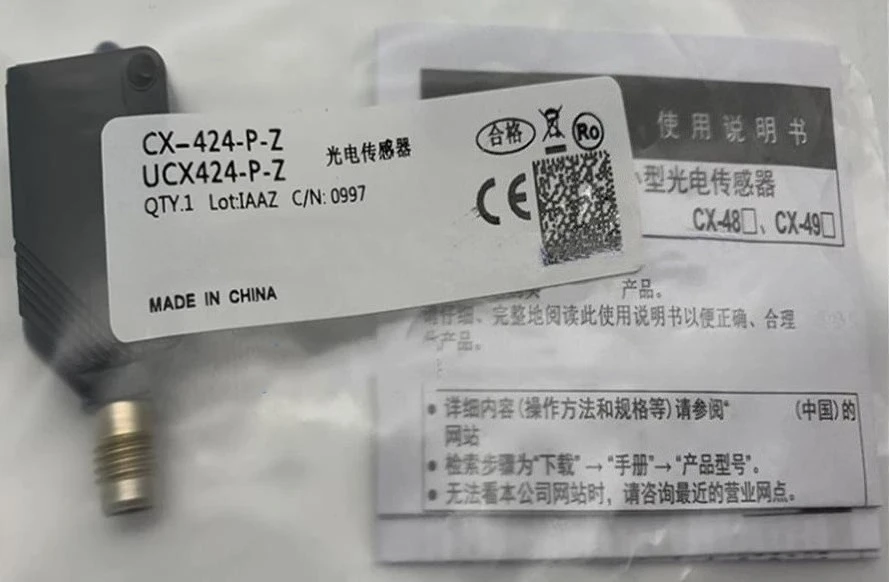 CX-424-P-Z
UCX424-P-Z
光电传感器
QTY.1 Lot:IAAZ C/N: 0997
合格
Ro
CE
MADE IN CHINA
使用说明书
型光电传感器
CX-48□、CX-49□
产品。
请仔细、完整地阅读此使用说明书以便正确、合理
产品。
• 详细内容(操作方法和规格等)请参阅“ (中国)的
网站
• 检索步骤为“下载”→“手册”→“产品型号”。
• 无法看本公司网站时，请咨询最近的营业网点。